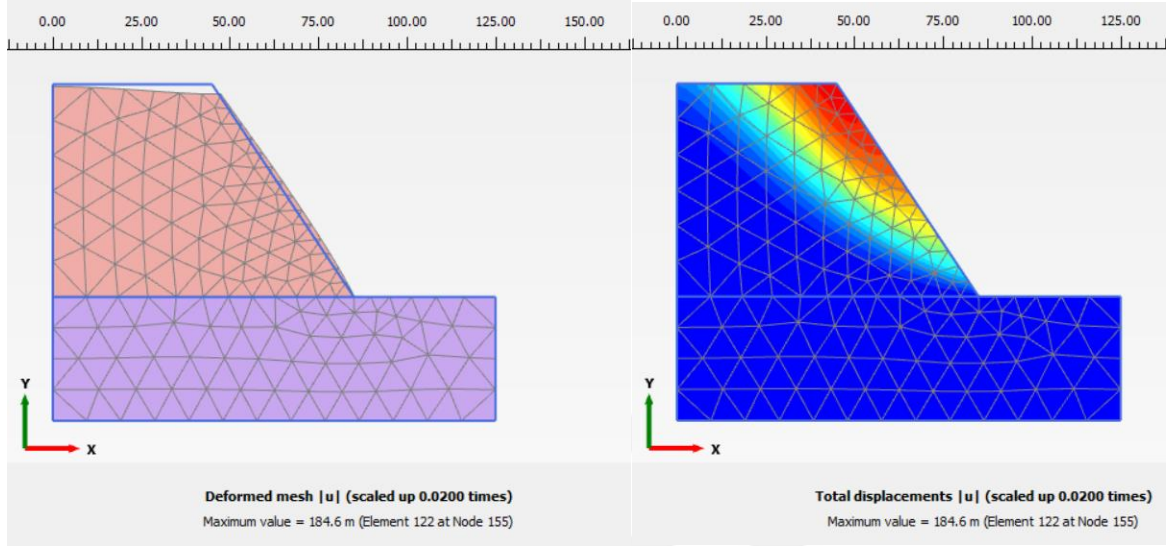 0.00 25.00 50.00 75.00 100.00 125.00 150.00
Y
X
Deformed mesh |u| (scaled up 0.0200 times)
Maximum value = 184.6 m (Element 122 at Node 155)
0.00 25.00 50.00 75.00 100.00 125.00
Y
X
Total displacements |u| (scaled up 0.0200 times)
Maximum value = 184.6 m (Element 122 at Node 155)